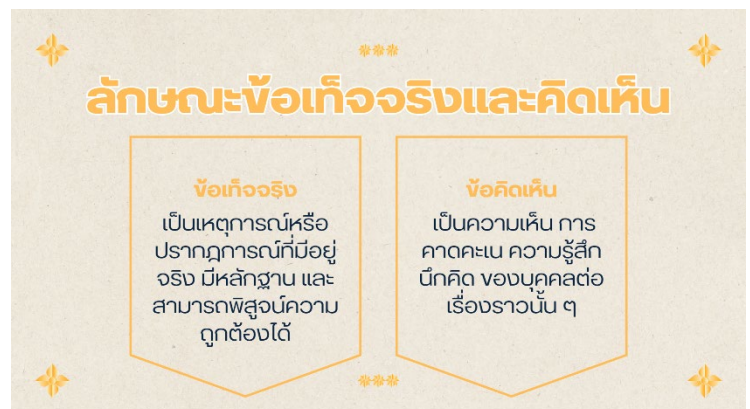 ลักษณะข้อเท็จจริงและคิดเห็น
ข้อเท็จจริง
เป็นเหตุการณ์หรือ
ปรากฎการณ์ที่มีอยู่
จริง มีหลักฐาน และ
สามารถพิสูจน์ความ
ถูกต้องได้
ข้อคิดเห็น
เป็นความเห็น การ
คาดคะเน ความรู้สึก
นึกคิด ของบุคคลต่อ
เรื่องราวนั้น ๆ